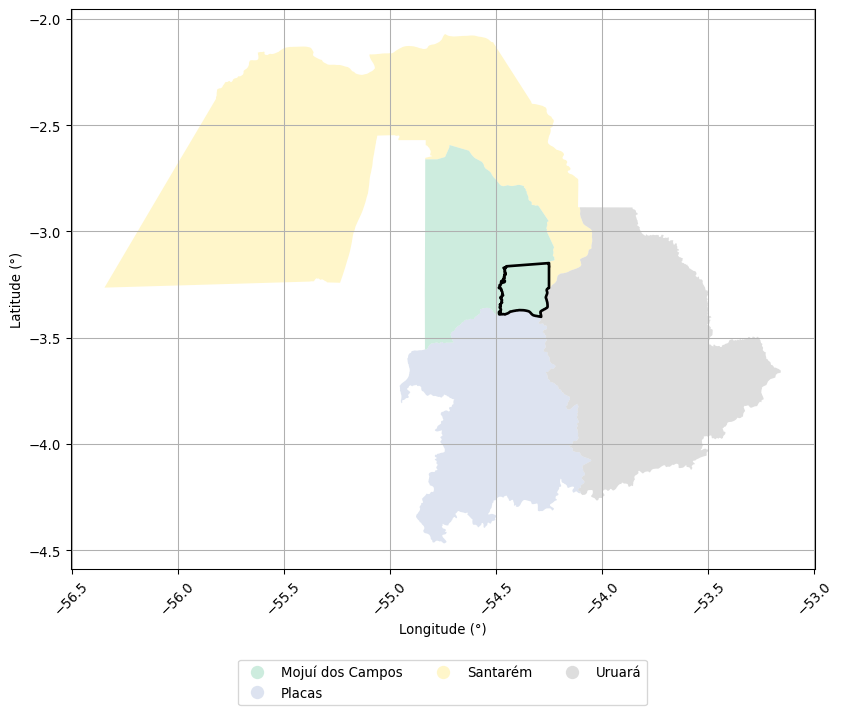 −2.0
−2.5
−3.0
−3.5
−4.0
−4.5
Latitude (°)
−56.5
−56.0
−55.5
−55.0
−54.5
−54.0
−53.5
−53.0
Longitude (°)
Mojuí dos Campos
Placas
Santarém
Uruará